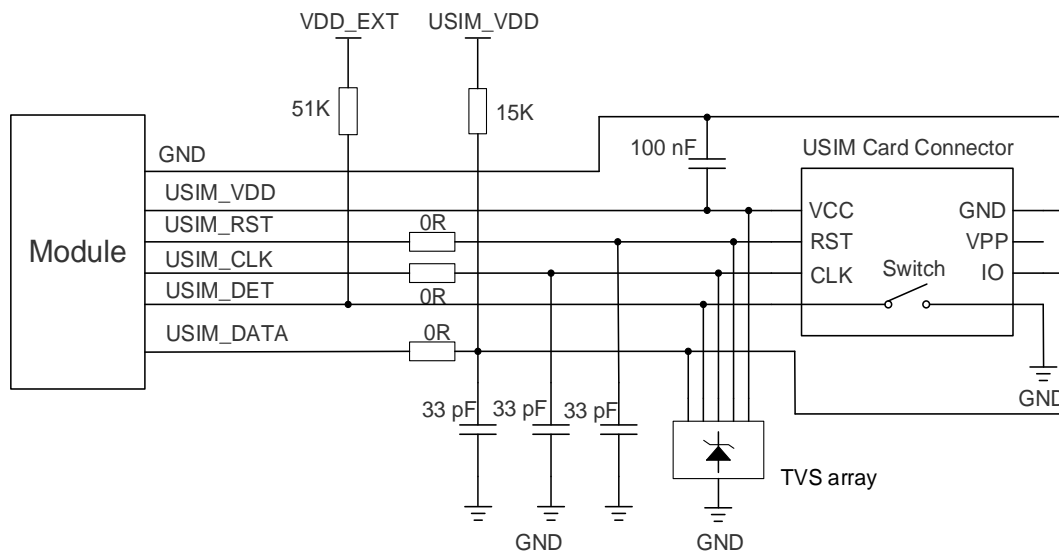 VDD_EXT USIM_VDD
51K 15K
GND
100 nF
USIM Card Connector
USIM_VDD
VCC GND
USIM_RST 0R
RST VPP
Module
USIM_CLK
CLK Switch IO
USIM_DET 0R
USIM_DATA 0R
GND
33 pF 33 pF 33 pF
TVS array
GND GND